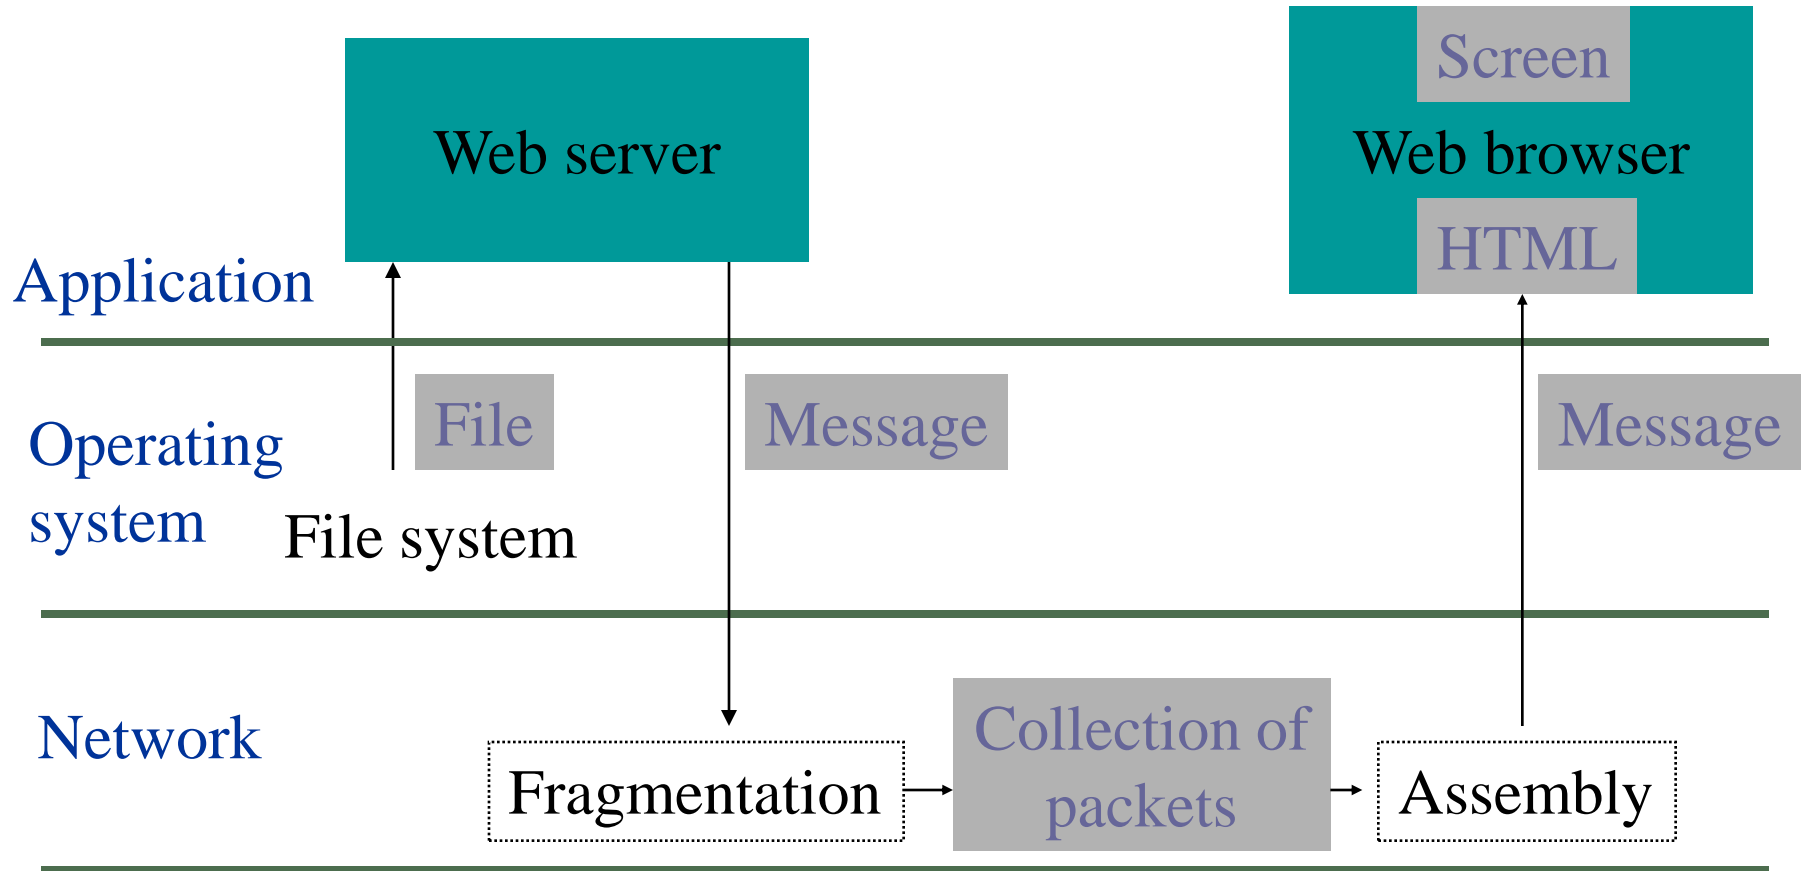 Screen
Web server
Web browser
HTML
Application
File
Message
Message
Operating
system
File system
Network
Collection of
packets
Fragmentation
Assembly